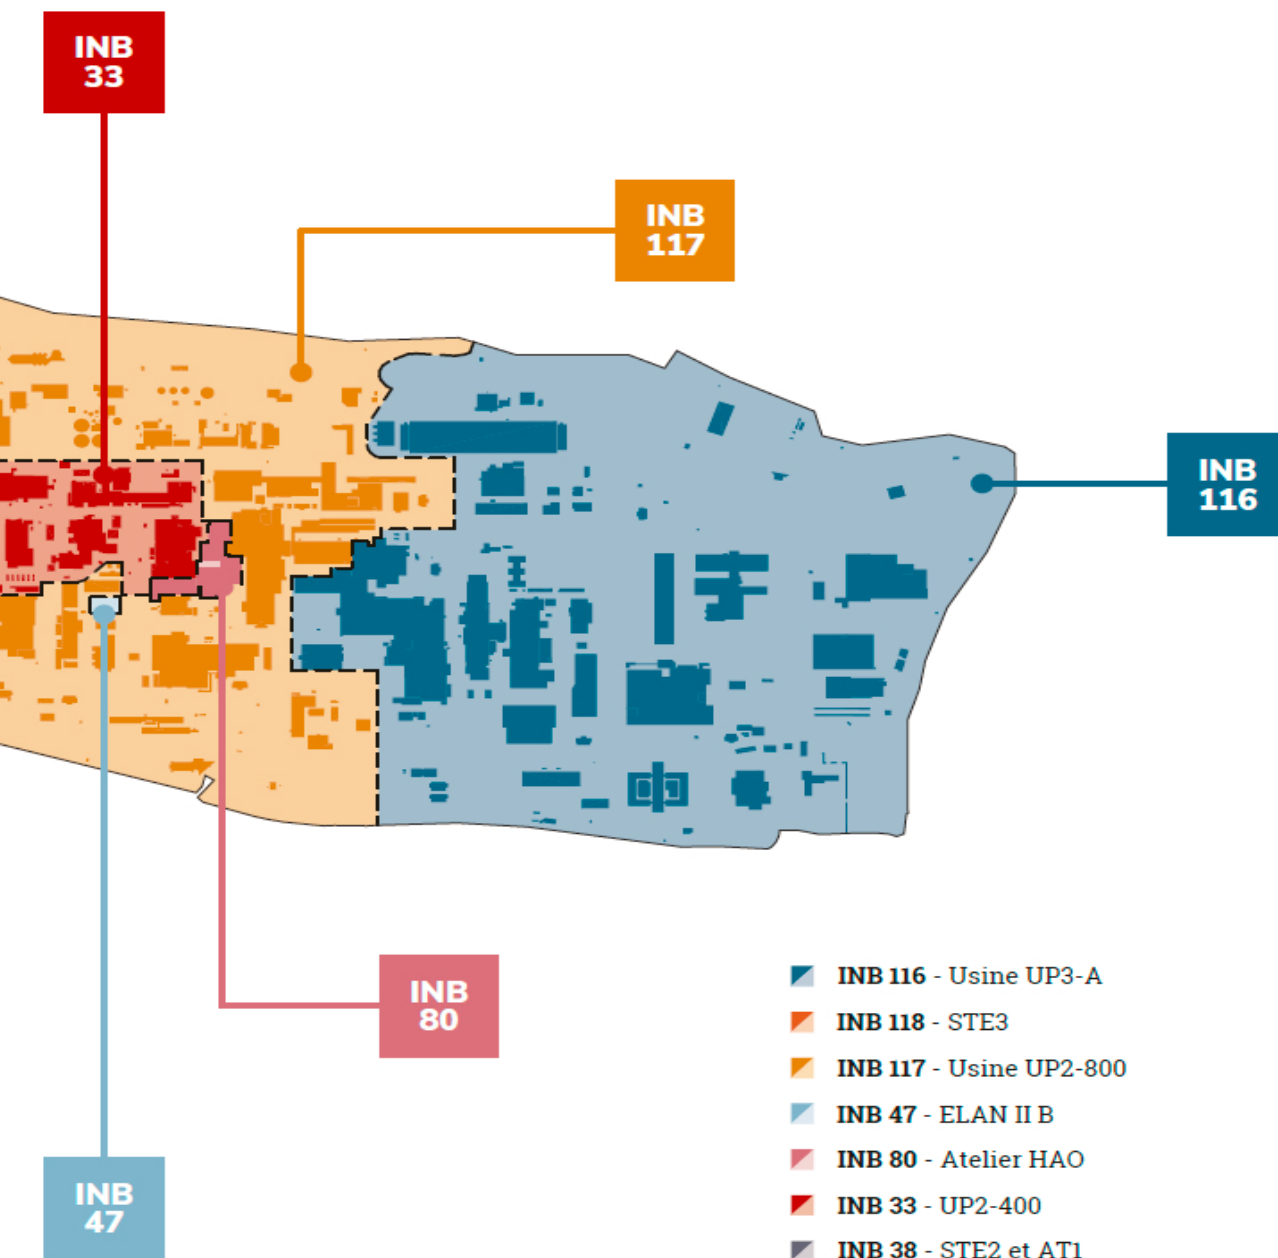 INB
33
INB
117
INB
116
INB
80
INB
47
INB 116 - Usine UP3-A
INB 118 - STE3
INB 117 - Usine UP2-800
INB 47 - ELAN II B
INB 80 - Atelier HAO
INB 33 - UP2-400
INB 38 - STE2 et AT1